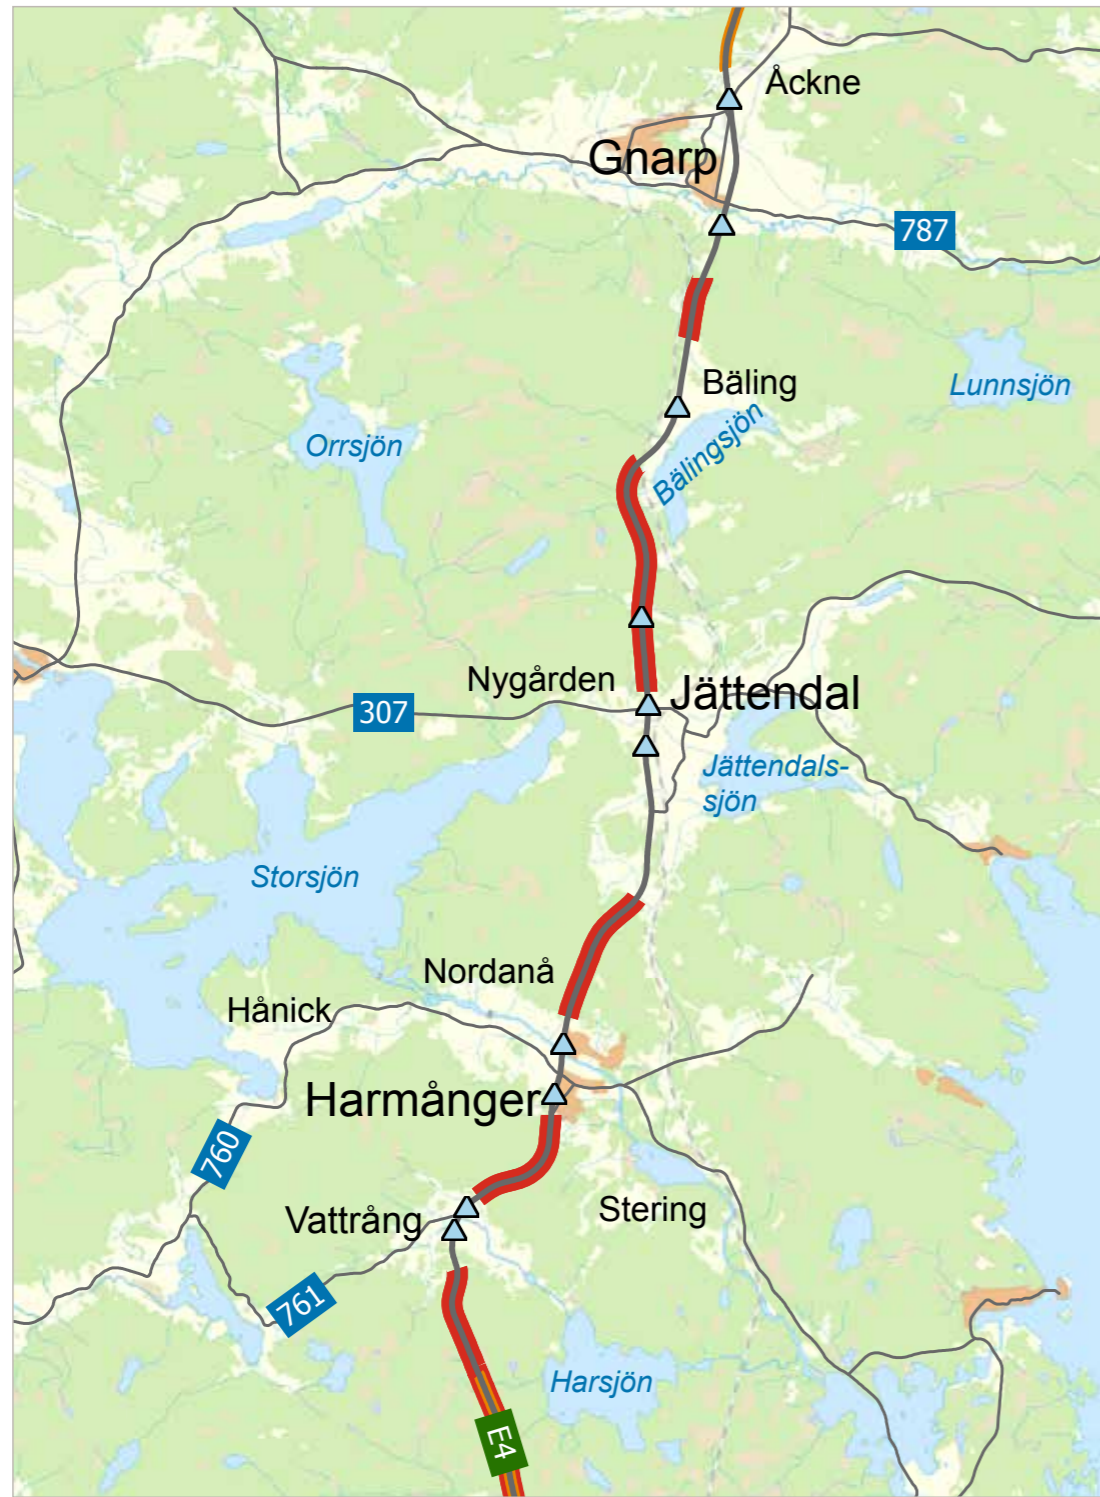 Åckne
Gnarp
787
Bäling
Lunnsjön
Orrsjön
Bälingsjön
Nygården
Jättendal
307
Jättendals-
sjön
Storsjön
Nordanå
Hånick
Harmånger
760
Stering
Vattrång
761
Harsjön
E4